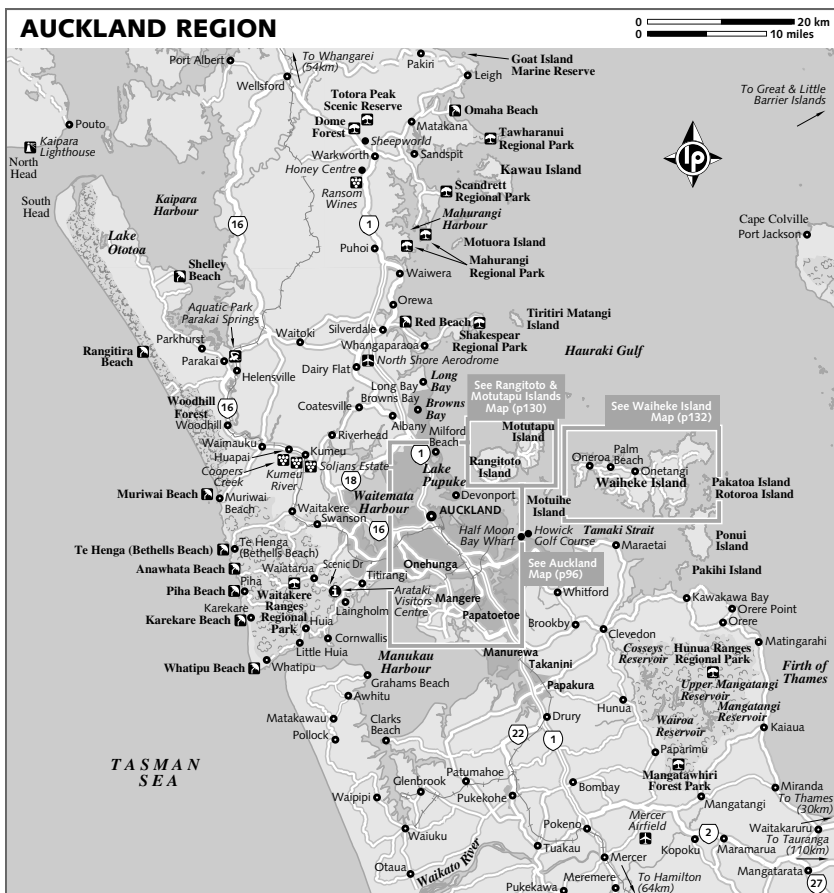 AUCKLAND REGION
0 20 km
0 10 miles
To Whangarei
(54km)
Port Albert
Wellsford
Pakiri
Leigh
Goat Island
Marine Reserve
To Great & Little
Barrier Islands
Totora Peak
Scenic Reserve
Dome
Forest
Omaha Beach
Matakana
Tawharanui
Regional Park
Sheepworld
Warkworth
Sandspit
Honey Centre
Kawau Island
Ransom
Wines
Scandrett
Regional Park
lp
Pouto
Kaipara
Lighthouse
North
Head
South
Head
Kaipara
Harbour
16
1
Mahurangi
Harbour
Motuora Island
Mahurangi
Regional Park
Cape Colville
Port Jackson
Puhoi
Lake
Ototoa
Shelley
Beach
Waiwera
Orewa
Aquatic Park
Parakai Springs
Tiritiri Matangi
Island
Waitoki
Silverdale
Red Beach
Shakespear
Regional Park
Parkhurst
Rangitira
Beach
Parakai
Helensville
Whangaparaoa
North Shore Aerodrome
Hauraki Gulf
Dairy Flat
Long Bay
Long
Bay
Browns Bay
Browns
Bay
See Rangitoto &
Motutapu Islands
Map (p130)
See Waiheke Island
Map (p132)
Woodhill
Forest
16
Woodhill
Coatesville
Albany
Riverhead
Milford
Beach
Motutapu
Island
Rangitoto
Island
Waimauku
Huapai
Kumeu
Coopers
Creek
Kumeu
River
Soljans Estate
1
Lake
Pupuke
Oneroa
Palm
Beach
Onetangi
Waiheke Island
Pakatoa Island
Rotoroa Island
18
Waitemata
Harbour
Devonport
Motuihe
Island
Muriwai Beach
Muriwai
Beach
Waitakere
Swanson
16
AUCKLAND
Half Moon
Bay Wharf
Howick
Golf Course
Tamaki Strait
Maraetai
Ponui
Island
Te Henga (Bethells Beach)
Te Henga
(Bethells Beach)
Anawhata Beach
Waiatarua
Scenic Dr
Titirangi
Onehunga
See Auckland
Map (p96)
Pakihi Island
Piha Beach
Piha
Waitakere
Ranges
Regional
Park
Arataki
Visitors
Centre
Laingholm
Mangere
Papatoetoe
Whitford
Kawakawa Bay
Orere Point
Orere
Karekare
Karekare Beach
Huia
Cornwallis
Little Huia
Brookby
Clevedon
Matingarahi
Whatipu Beach
Whatipu
Manukau
Harbour
Manurewa
Takanini
Papakura
Cosseys
Reservoir
Hunua Ranges
Regional Park
Firth of
Thames
Grahams Beach
Awhitu
Upper Mangatangi
Reservoir
Mangatangi
Reservoir
Matakawau
Pollock
Clarks
Beach
Drury
Hunua
Wairoa
Reservoir
Kaiaua
22
1
Paparimu
TASMAN
SEA
Mangatawhiri
Forest Park
Glenbrook
Patumahoe
Waipipi
Pukekohe
Bombay
Mangatangi
Miranda
To Thames
(30km)
Waiuku
Pokeno
Mercer
Airfield
2
Waitakaruru
Kopoku
Maramarua
To Tauranga
(110km)
Tuakau
Mercer
Otaua
Waikato River
Meremere
Pukekawa
To Hamilton
(64km)
Mangatarata
27